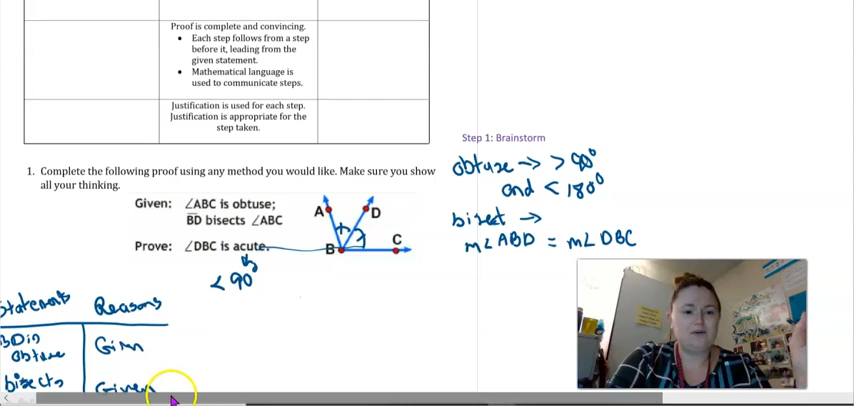 Proof is complete and convincing.
• Each step follows from a step
before it, leading from the
given statement.
• Mathematical language is
used to communicate steps.
Justification is used for each step.
Justification is appropriate for the
step taken.
Step 1: Brainstorm
obtuse → > 90°
and < 180°
bisect →
m∠ABD = m∠DBC
1. Complete the following proof using any method you would like. Make sure you show
all your thinking.
Given: ∠ABC is obtuse;
BD bisects ∠ABC
Prove: ∠DBC is acute.
A
D
B
C
< 90
Statements Reasons
obtuse Given
bisects Given